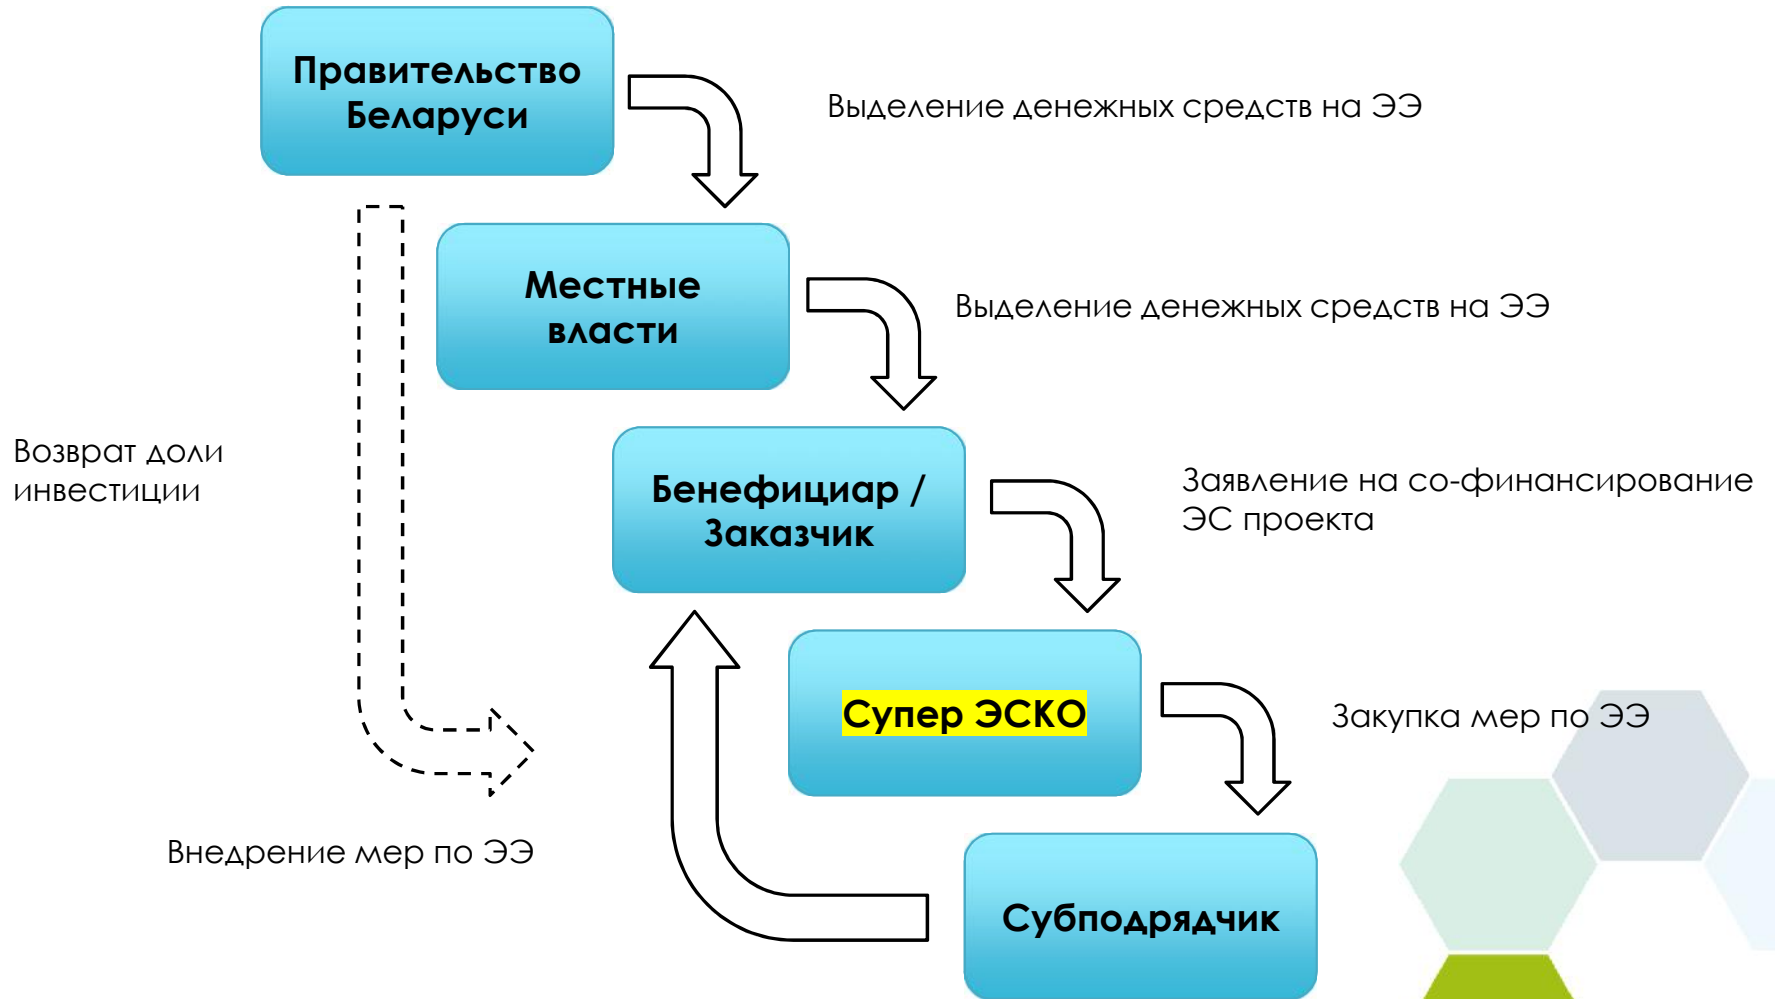 Правительство
Беларуси
Выделение денежных средств на ЭЭ
Местные
власти
Выделение денежных средств на ЭЭ
Возврат доли
инвестиции
Бенефициар /
Заказчик
Заявление на со-финансирование
ЭС проекта
Супер ЭСКО
Закупка мер по ЭЭ
Внедрение мер по ЭЭ
Субподрядчик